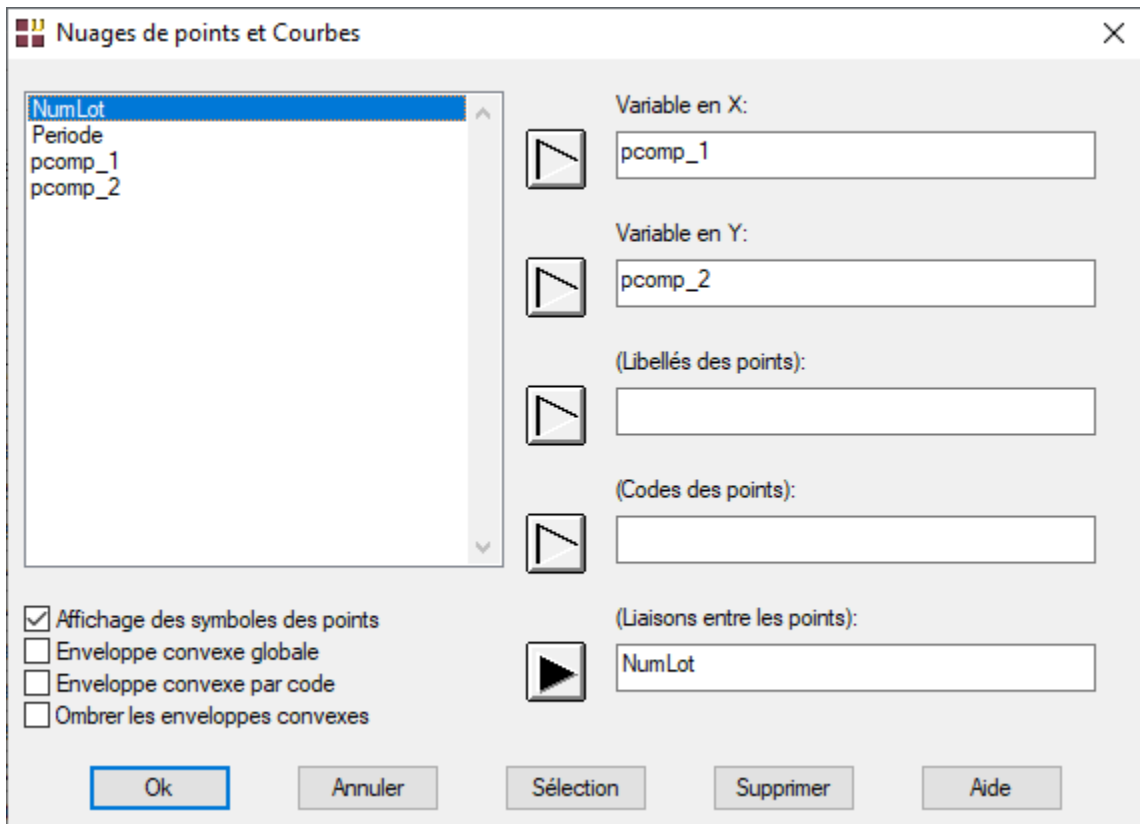 Nuages de points et Courbes
NumLot
Periode
pcomp_1
pcomp_2
Variable en X:
pcomp_1
Variable en Y:
pcomp_2
(Libellés des points):
(Codes des points):
(Liaisons entre les points):
NumLot
Affichage des symboles des points
Enveloppe convexe globale
Enveloppe convexe par code
Ombrer les enveloppes convexes
Ok
Annuler
Sélection
Supprimer
Aide